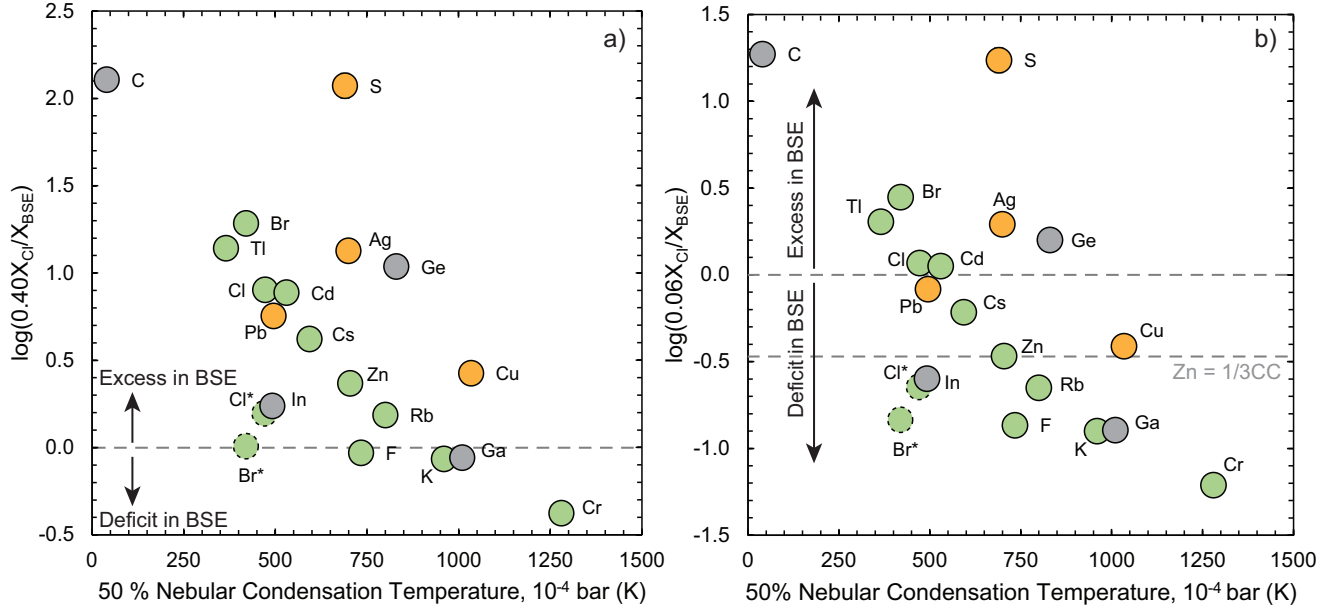 a)
2.5
2.0
1.5
1.0
0.5
0.0
-0.5
log(0.40X_CI/X_BSE)
C
S
Br
Tl
Ag
Ge
Cl
Cd
Pb
Cs
Zn
Cu
Excess in BSE
Cl*
In
Rb
Br*
F
K
Ga
Deficit in BSE
Cr
0 250 500 750 1000 1250 1500
50 % Nebular Condensation Temperature, 10^-4 bar (K)
b)
1.5
1.0
0.5
0.0
-0.5
-1.0
-1.5
log(0.06X_CI/X_BSE)
C
S
Excess in BSE
Br
Tl
Ag
Ge
Cl
Cd
Pb
Cs
Deficit in BSE
Zn
Cu
Zn = 1/3CC
Cl*
In
Rb
Br*
F
K
Ga
Cr
0 250 500 750 1000 1250 1500
50% Nebular Condensation Temperature, 10^-4 bar (K)